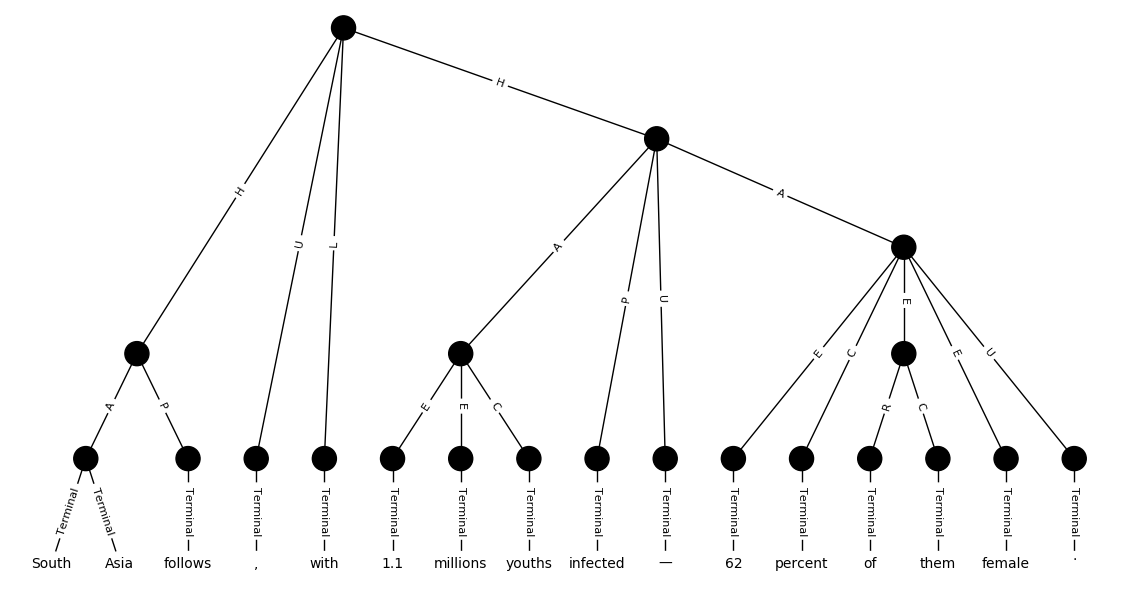 H
A
H
U
L
A
P
U
E
C
E
E
U
A
P
E
E
C
R
C
Terminal Terminal Terminal Terminal Terminal Terminal Terminal Terminal Terminal Terminal Terminal Terminal Terminal Terminal Terminal Terminal
South Asia follows , with 1.1 millions youths infected — 62 percent of them female .